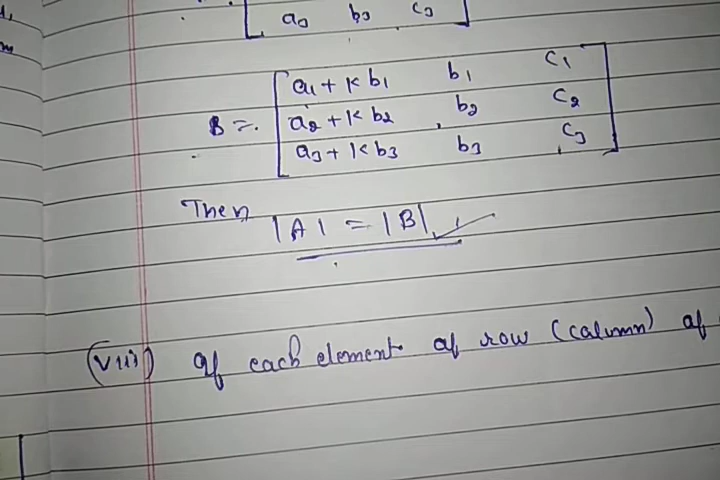 a3 b3 c3
B = a1 + K b1 b1 c1
a2 + K b2 b2 c2
a3 + K b3 b3 c3
Then
|A| = |B|
(viii) If each element of row (column) of